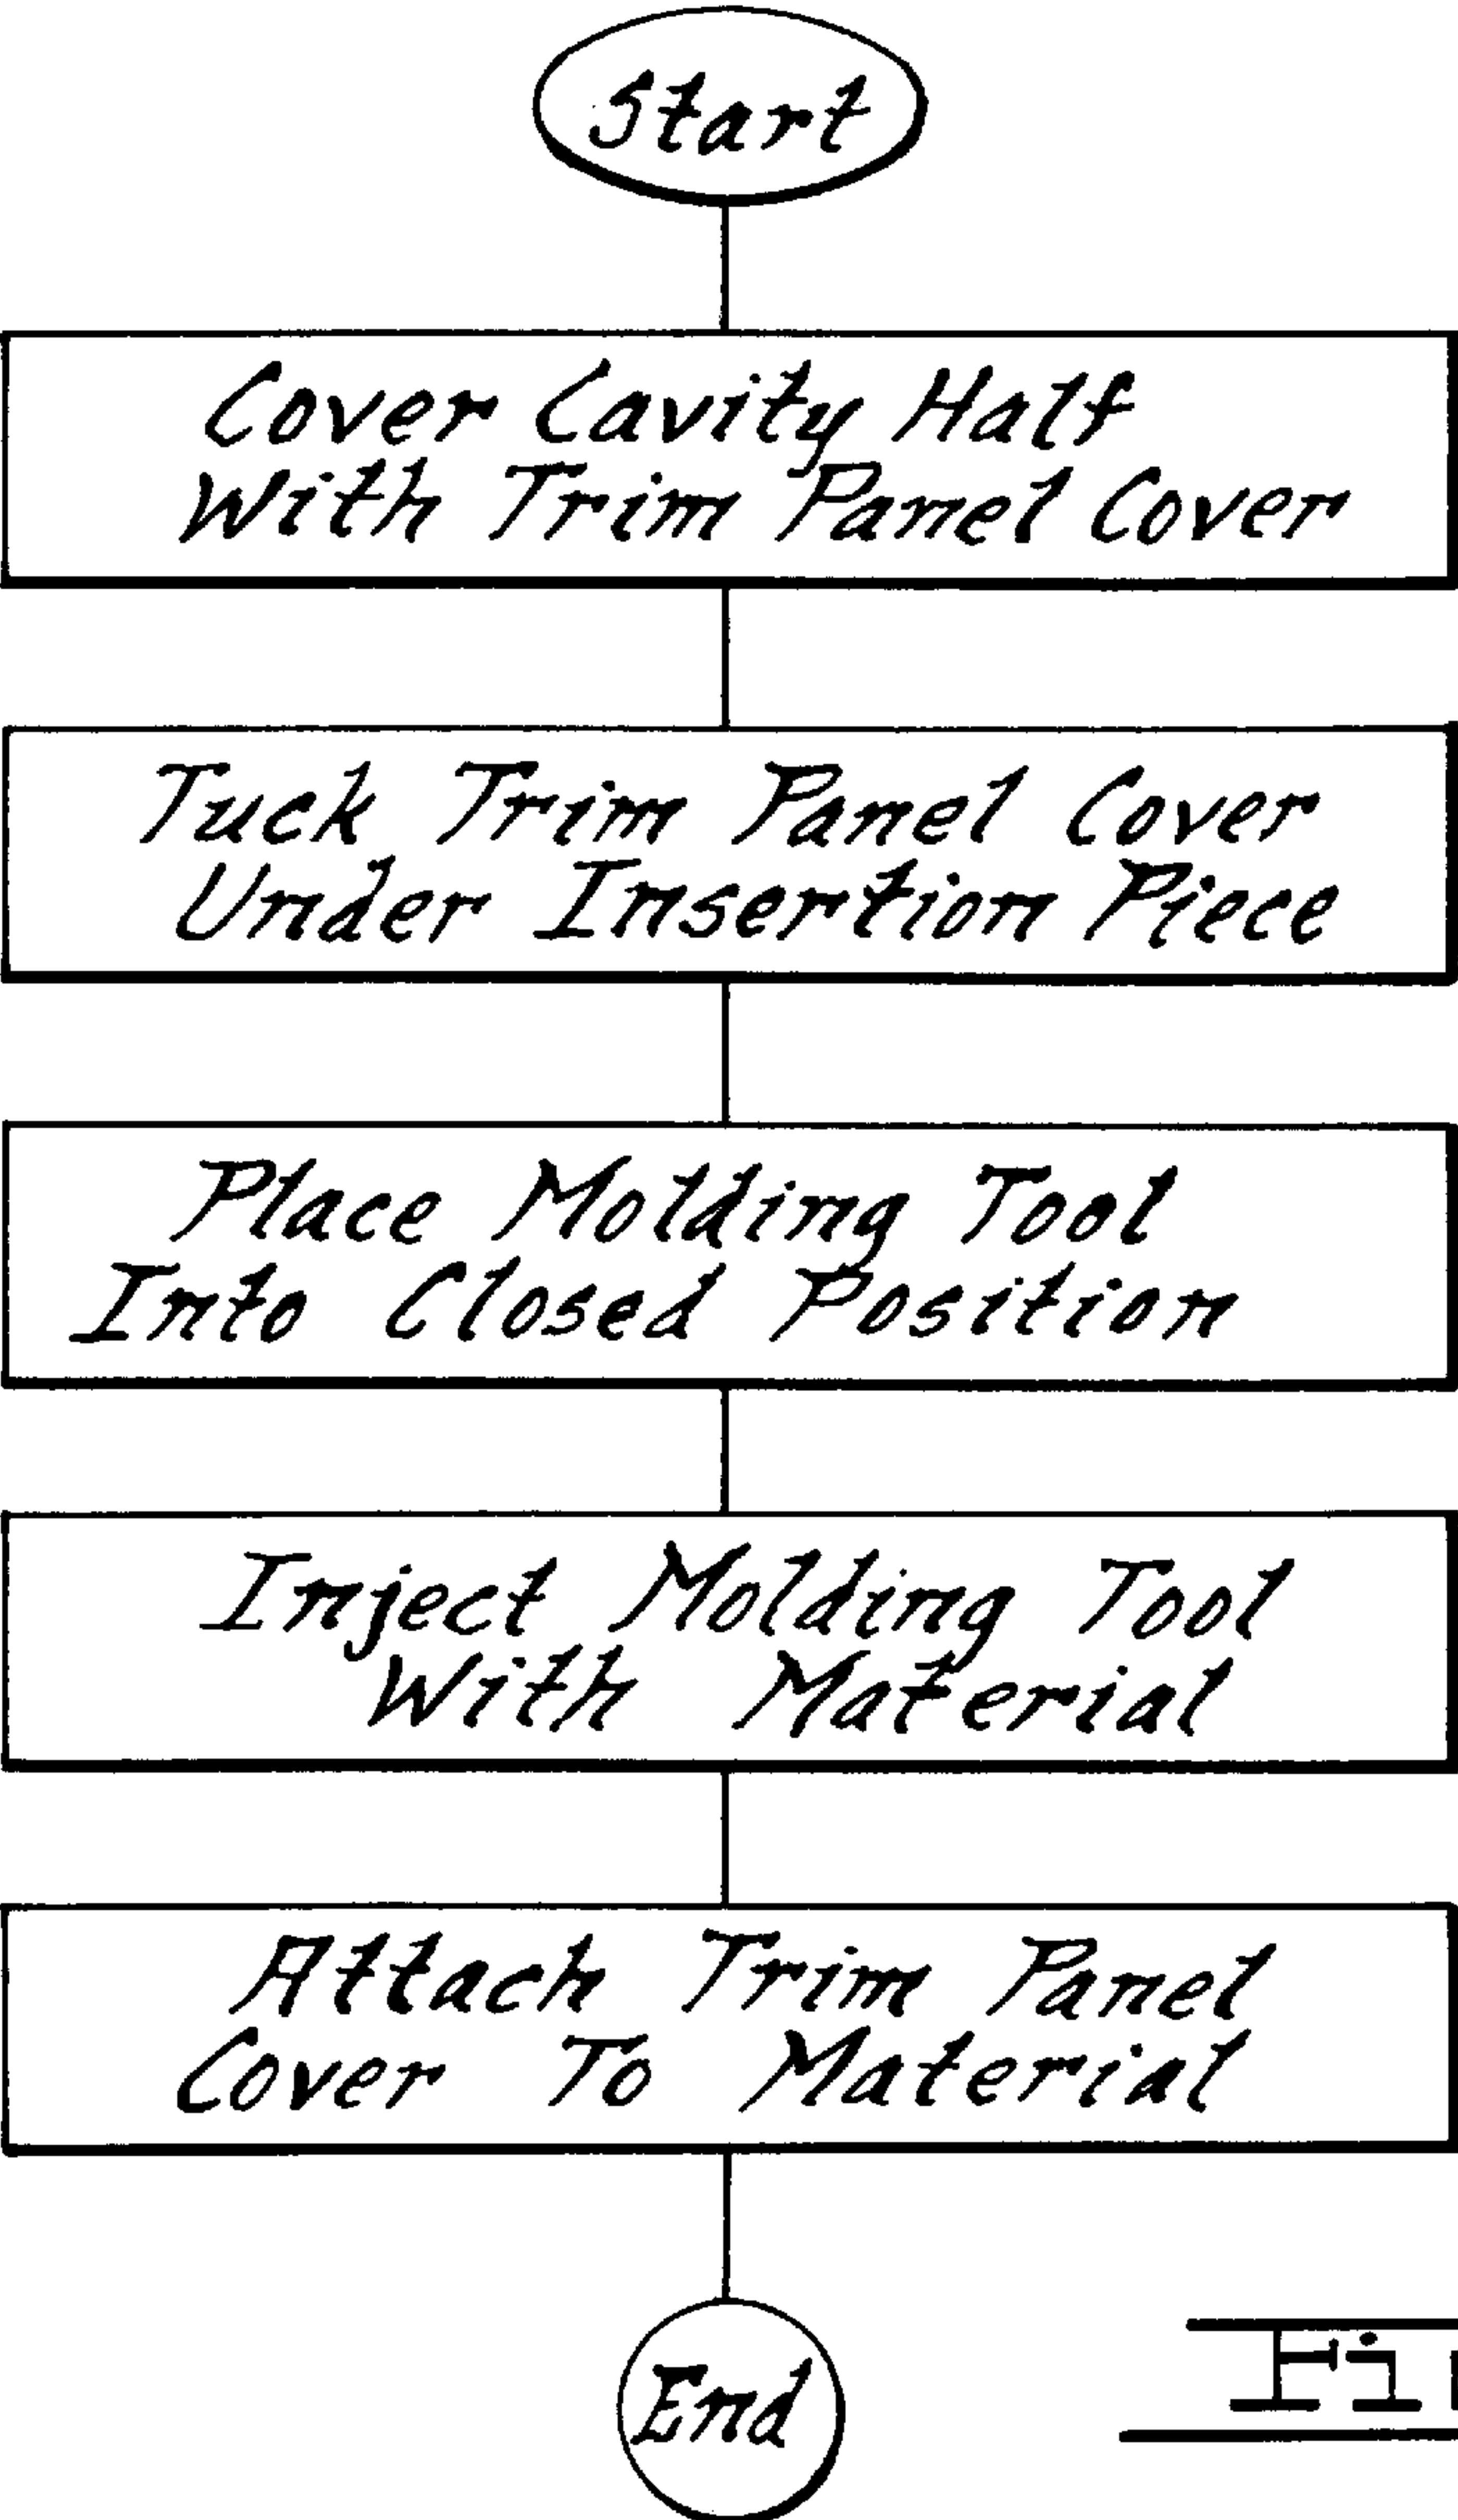 Start
Cover Cavity Half
With Trim Panel Cover
Tuck Trim Panel Cover
Under Insertion Piece
Place Molding Tool
Into Closed Position
Inject Molding Tool
With Material
Attach Trim Panel
Cover To Material
End